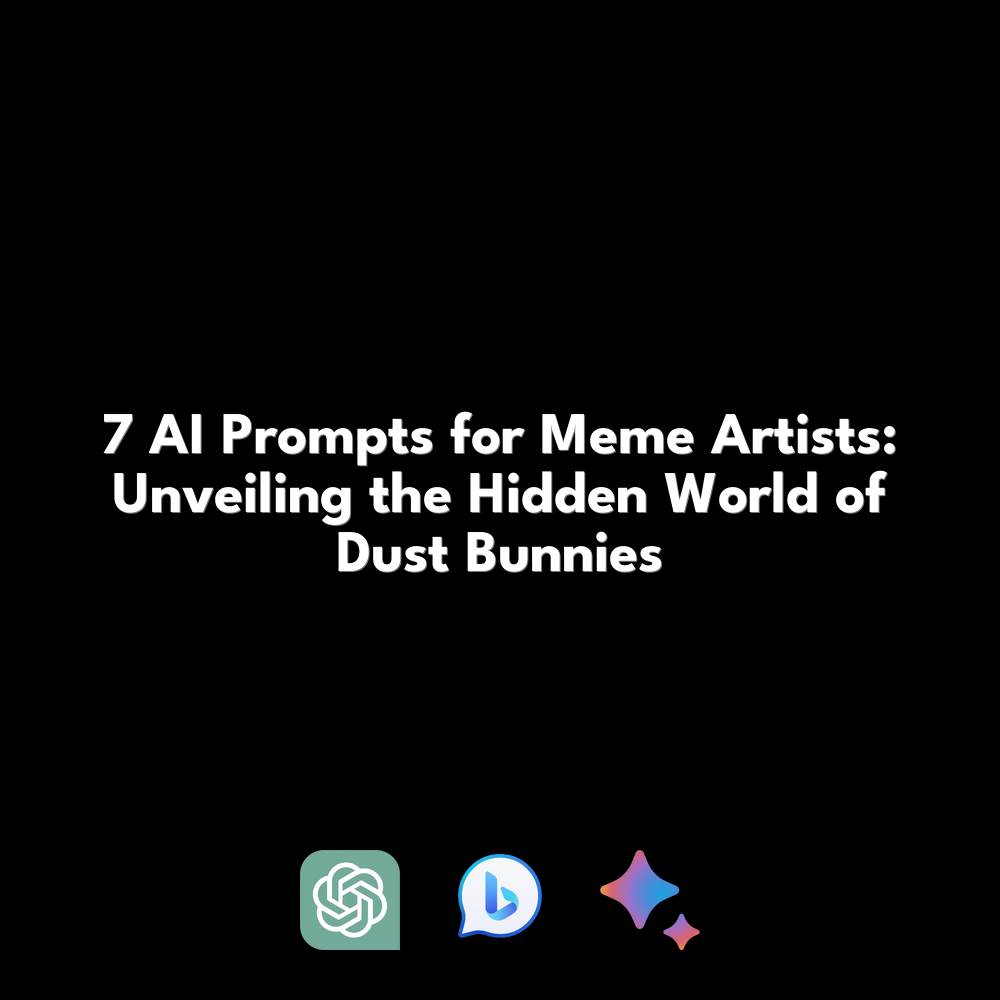 7 AI Prompts for Meme Artists:
Unveiling the Hidden World of
Dust Bunnies